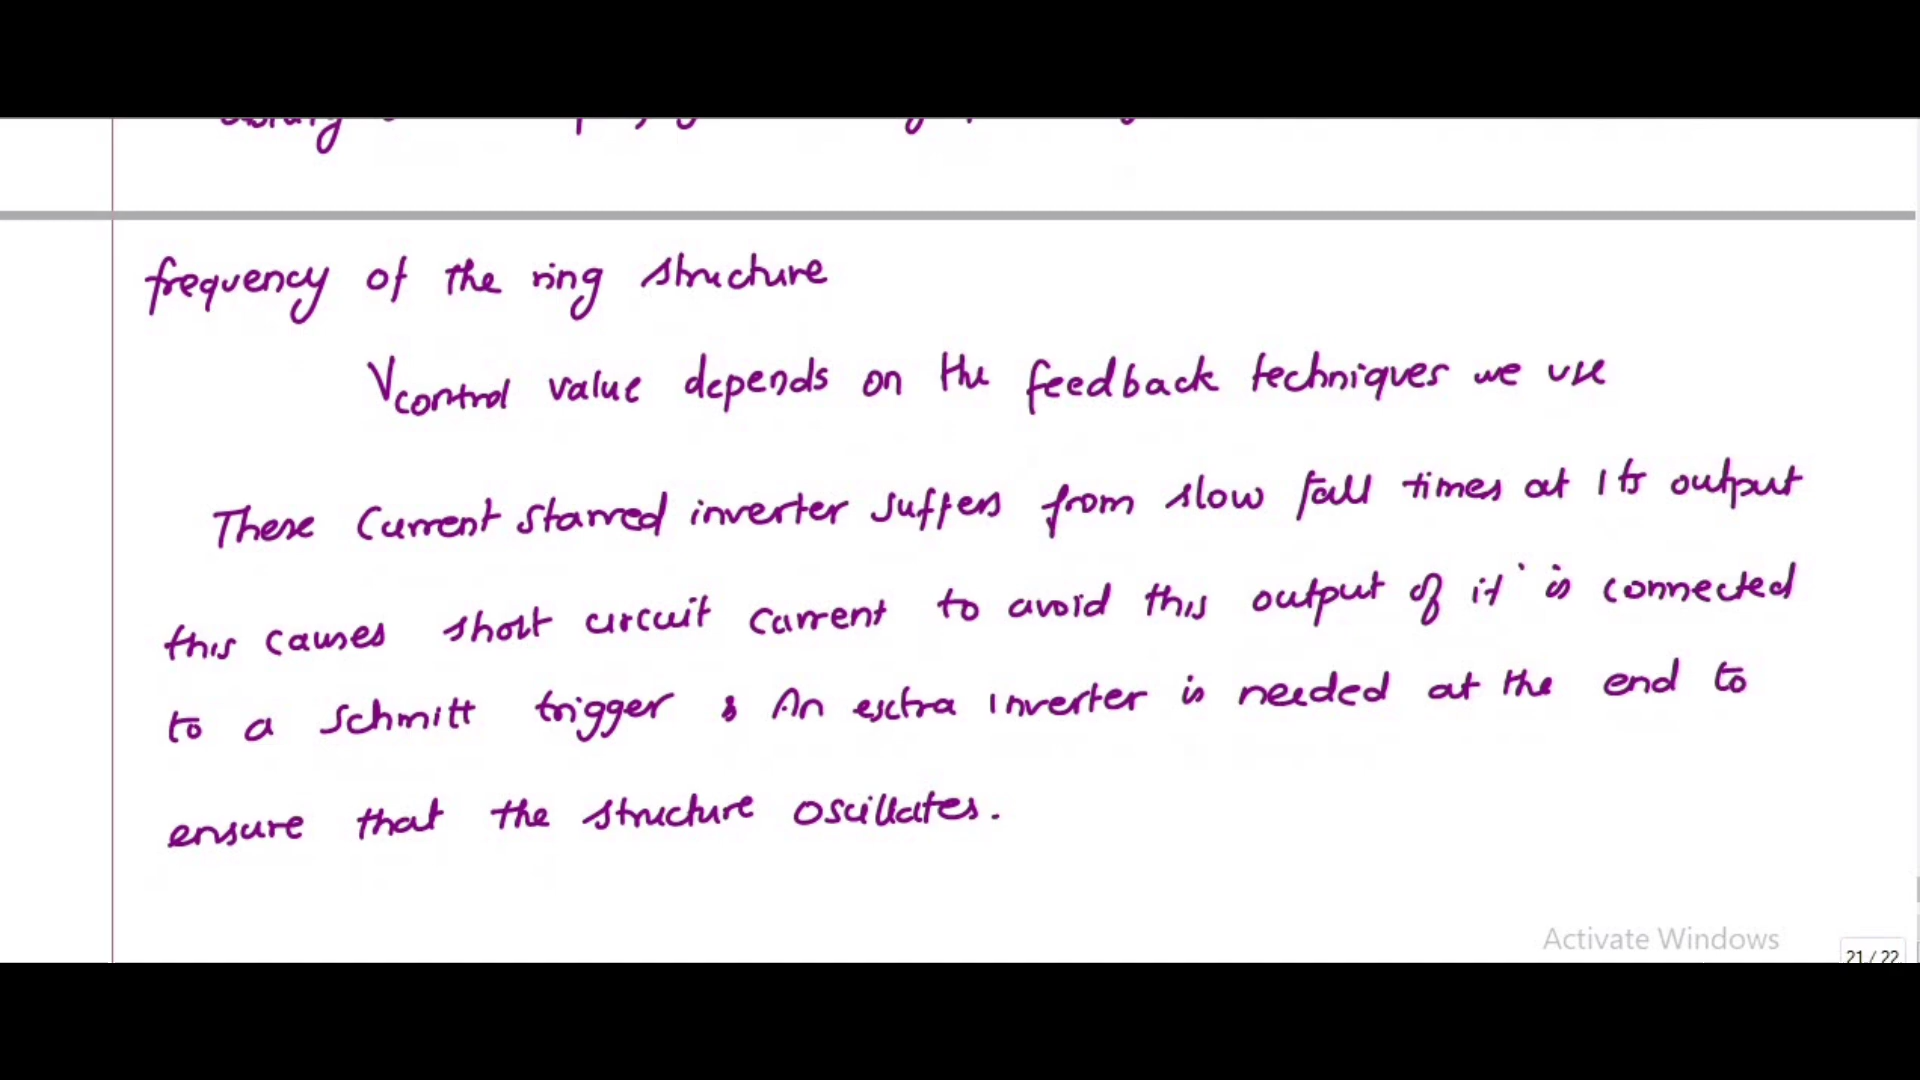 frequency of the ring structure
Vcontrol value depends on the feedback techniques we use
These Current starved inverter suffers from slow fall times at its output
this causes short circuit current to avoid this output of it is connected
to a Schmitt trigger & An extra inverter is needed at the end to
ensure that the structure oscillates.
Activate Windows
21 / 22